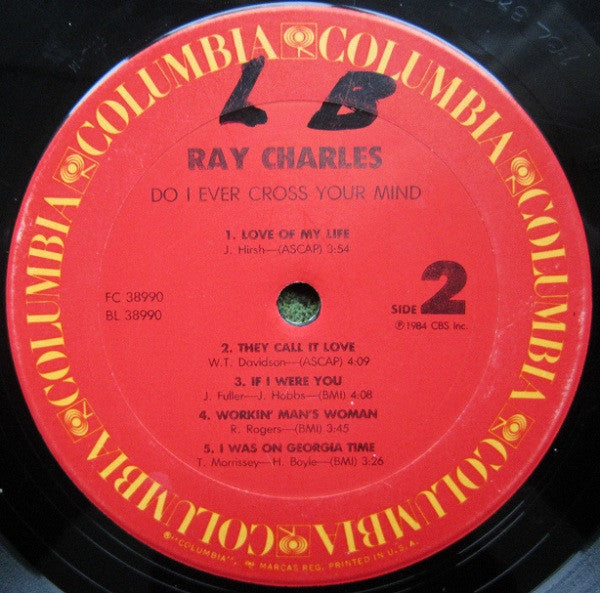 COLUMBIA COLUMBIA COLUMBIA COLUMBIA COLUMBIA COLUMBIA
L B
RAY CHARLES
DO I EVER CROSS YOUR MIND
1. LOVE OF MY LIFE
J. Hirsh—(ASCAP) 3:54
FC 38990
BL 38990
SIDE 2
℗1984 CBS Inc.
2. THEY CALL IT LOVE
W.T. Davidson—(ASCAP) 4:09
3. IF I WERE YOU
J. Fuller—J. Hobbs—(BMI) 4:08
4. WORKIN' MAN'S WOMAN
R. Rogers—(BMI) 3:45
5. I WAS ON GEORGIA TIME
T. Morrissey—H. Boyle—(BMI) 3:26
"COLUMBIA", MARCAS REG. PRINTED IN U.S.A.